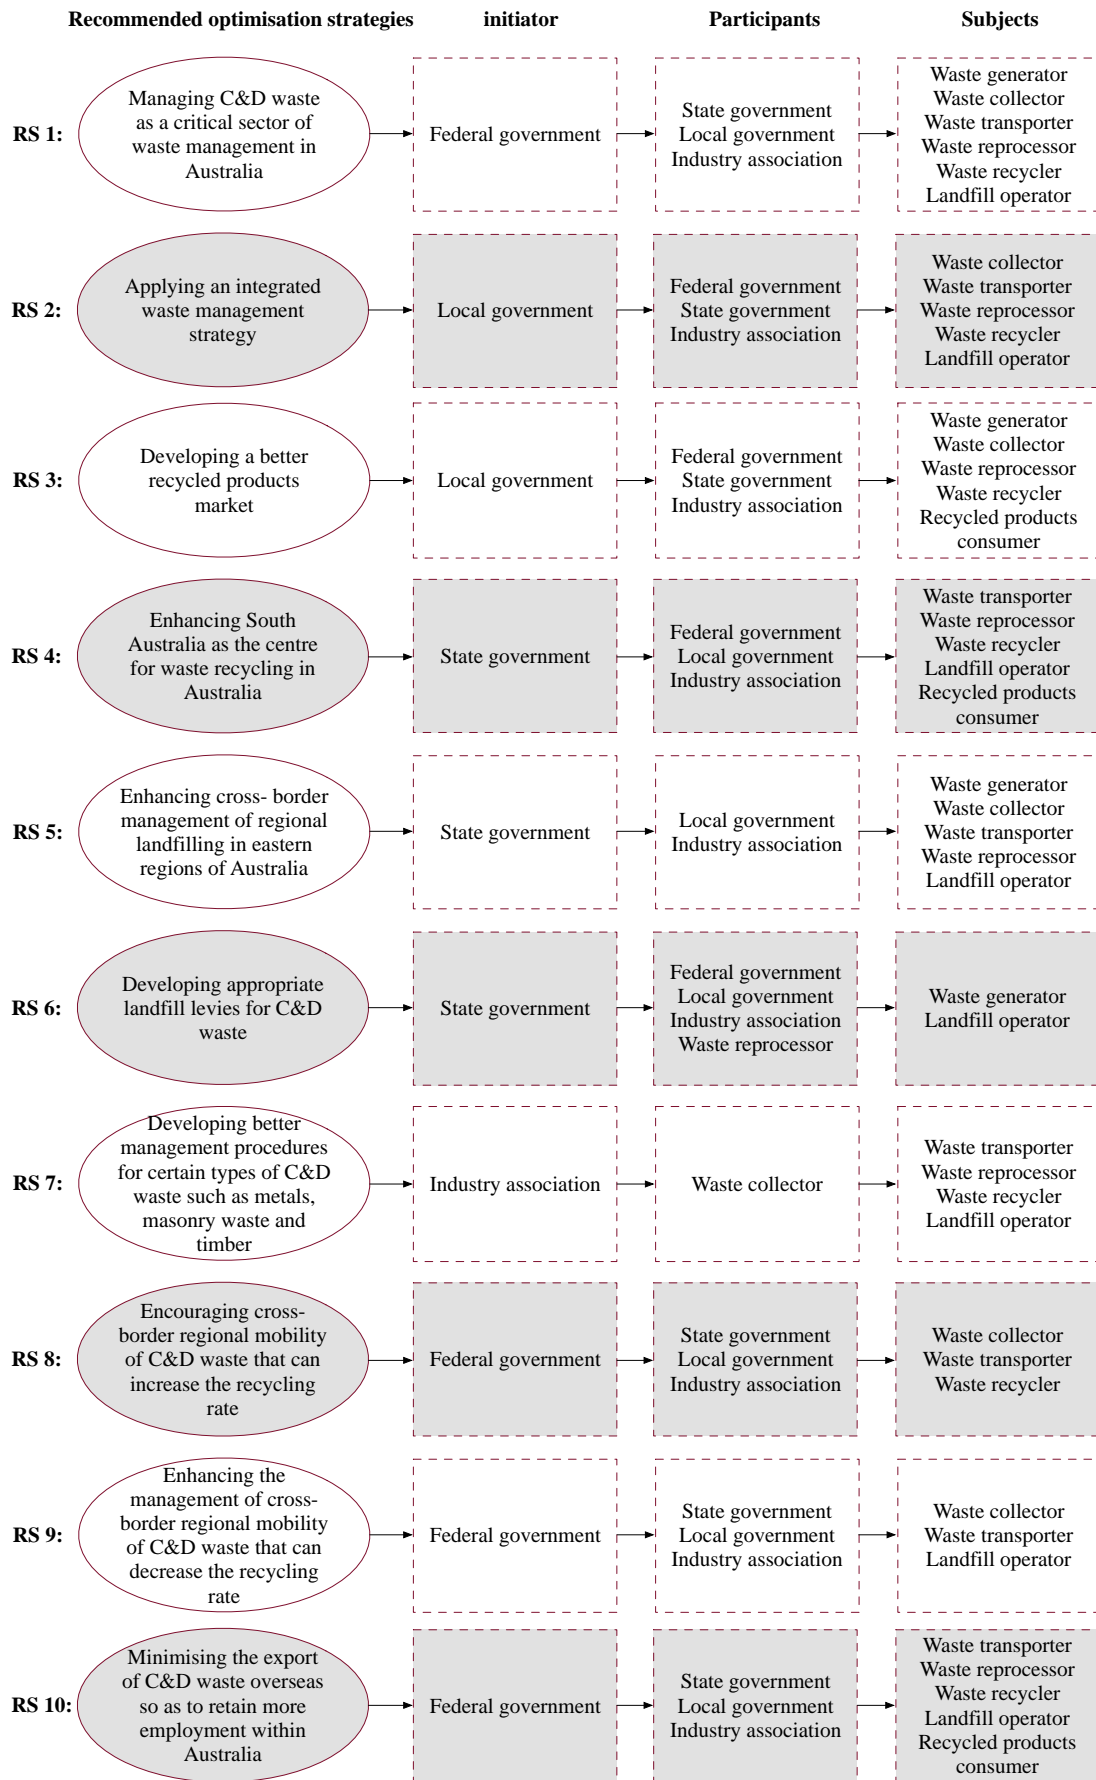 Recommended optimisation strategies initiator Participants Subjects
RS 1:
Managing C&D waste
as a critical sector of
waste management in
Australia
Federal government
State government
Local government
Industry association
Waste generator
Waste collector
Waste transporter
Waste reprocessor
Waste recycler
Landfill operator
RS 2:
Applying an integrated
waste management
strategy
Local government
Federal government
State government
Industry association
Waste collector
Waste transporter
Waste reprocessor
Waste recycler
Landfill operator
RS 3:
Developing a better
recycled products
market
Local government
Federal government
State government
Industry association
Waste generator
Waste collector
Waste reprocessor
Waste recycler
Recycled products
consumer
RS 4:
Enhancing South
Australia as the centre
for waste recycling in
Australia
State government
Federal government
Local government
Industry association
Waste transporter
Waste reprocessor
Waste recycler
Landfill operator
Recycled products
consumer
RS 5:
Enhancing cross- border
management of regional
landfilling in eastern
regions of Australia
State government
Local government
Industry association
Waste generator
Waste collector
Waste transporter
Waste reprocessor
Landfill operator
RS 6:
Developing appropriate
landfill levies for C&D
waste
State government
Federal government
Local government
Industry association
Waste reprocessor
Waste generator
Landfill operator
RS 7:
Developing better
management procedures
for certain types of C&D
waste such as metals,
masonry waste and
timber
Industry association
Waste collector
Waste transporter
Waste reprocessor
Waste recycler
Landfill operator
RS 8:
Encouraging cross-
border regional mobility
of C&D waste that can
increase the recycling
rate
Federal government
State government
Local government
Industry association
Waste collector
Waste transporter
Waste recycler
RS 9:
Enhancing the
management of cross-
border regional mobility
of C&D waste that can
decrease the recycling
rate
Federal government
State government
Local government
Industry association
Waste collector
Waste transporter
Landfill operator
RS 10:
Minimising the export
of C&D waste overseas
so as to retain more
employment within
Australia
Federal government
State government
Local government
Industry association
Waste transporter
Waste reprocessor
Waste recycler
Landfill operator
Recycled products
consumer